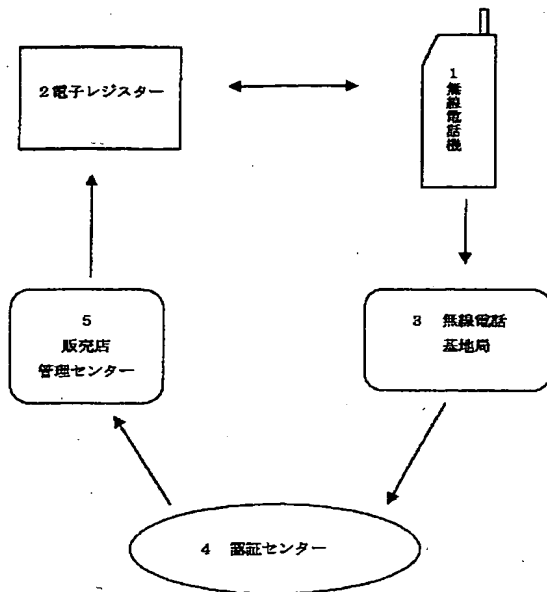 2電子レジスター
1無線電話機
5
販売店
管理センター
3 無線電話
基地局
4 認証センター